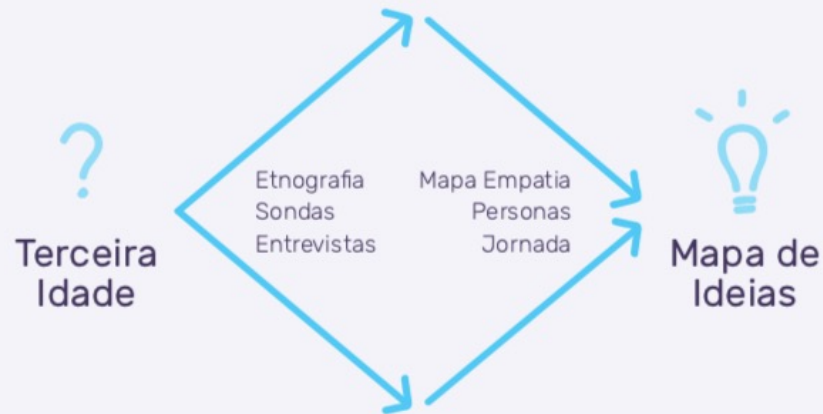 ?
Terceira
Idade
Etnografia
Sondas
Entrevistas
Mapa Empatia
Personas
Jornada
Mapa de
Ideias